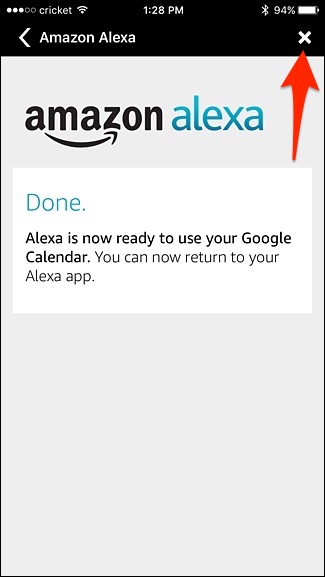 cricket 1:28 PM 94%
Amazon Alexa
amazon alexa
Done.
Alexa is now ready to use your Google
Calendar. You can now return to your
Alexa app.